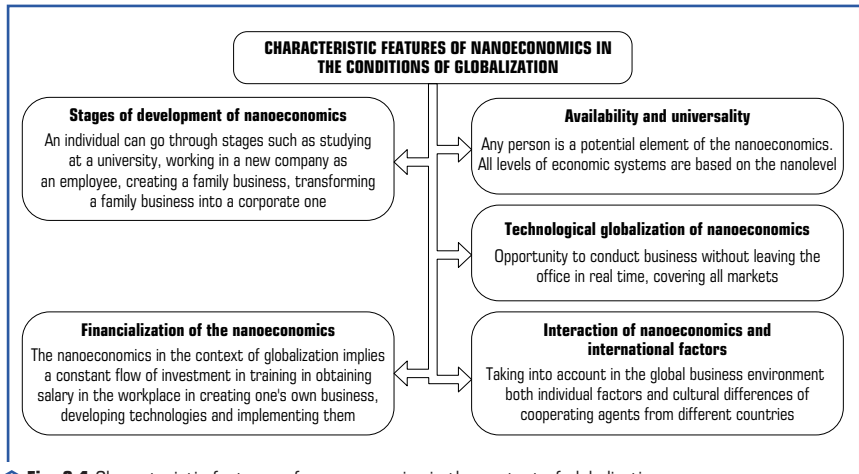 CHARACTERISTIC FEATURES OF NANOECONOMICS IN
THE CONDITIONS OF GLOBALIZATION
Stages of development of nanoeconomics
An individual can go through stages such as studying
at a university, working in a new company as
an employee, creating a family business, transforming
a family business into a corporate one
Availability and universality
Any person is a potential element of the nanoeconomics.
All levels of economic systems are based on the nanolevel
Technological globalization of nanoeconomics
Opportunity to conduct business without leaving the
office in real time, covering all markets
Financialization of the nanoeconomics
The nanoeconomics in the context of globalization implies
a constant flow of investment in training in obtaining
salary in the workplace in creating one's own business,
developing technologies and implementing them
Interaction of nanoeconomics and
international factors
Taking into account in the global business environment
both individual factors and cultural differences of
cooperating agents from different countries